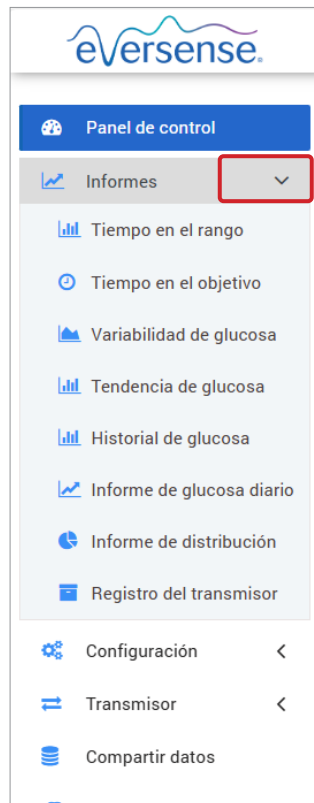 eversense.
Panel de control
Informes
Tiempo en el rango
Tiempo en el objetivo
Variabilidad de glucosa
Tendencia de glucosa
Historial de glucosa
Informe de glucosa diario
Informe de distribución
Registro del transmisor
Configuración
Transmisor
Compartir datos